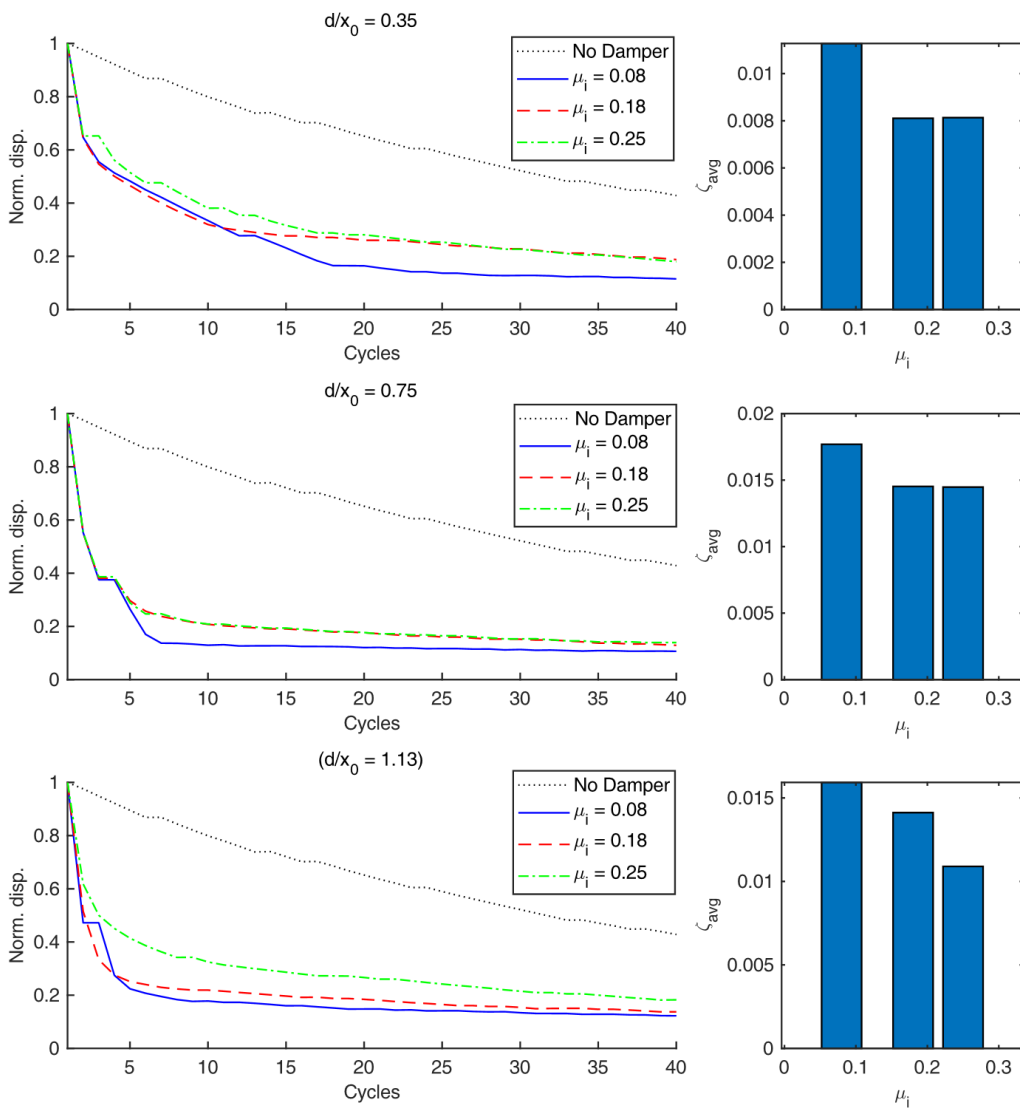 d/x0 = 0.35
1
0.8
0.6
0.4
0.2
0
Norm. disp.
5 10 15 20 25 30 35 40
Cycles
No Damper
μi = 0.08
μi = 0.18
μi = 0.25
0.01
0.008
0.006
0.004
0.002
0
ζavg
0 0.1 0.2 0.3
μi
d/x0 = 0.75
1
0.8
0.6
0.4
0.2
0
Norm. disp.
5 10 15 20 25 30 35 40
Cycles
No Damper
μi = 0.08
μi = 0.18
μi = 0.25
0.02
0.015
0.01
0.005
0
ζavg
0 0.1 0.2 0.3
μi
(d/x0 = 1.13)
1
0.8
0.6
0.4
0.2
0
Norm. disp.
5 10 15 20 25 30 35 40
Cycles
No Damper
μi = 0.08
μi = 0.18
μi = 0.25
0.015
0.01
0.005
0
ζavg
0 0.1 0.2 0.3
μi